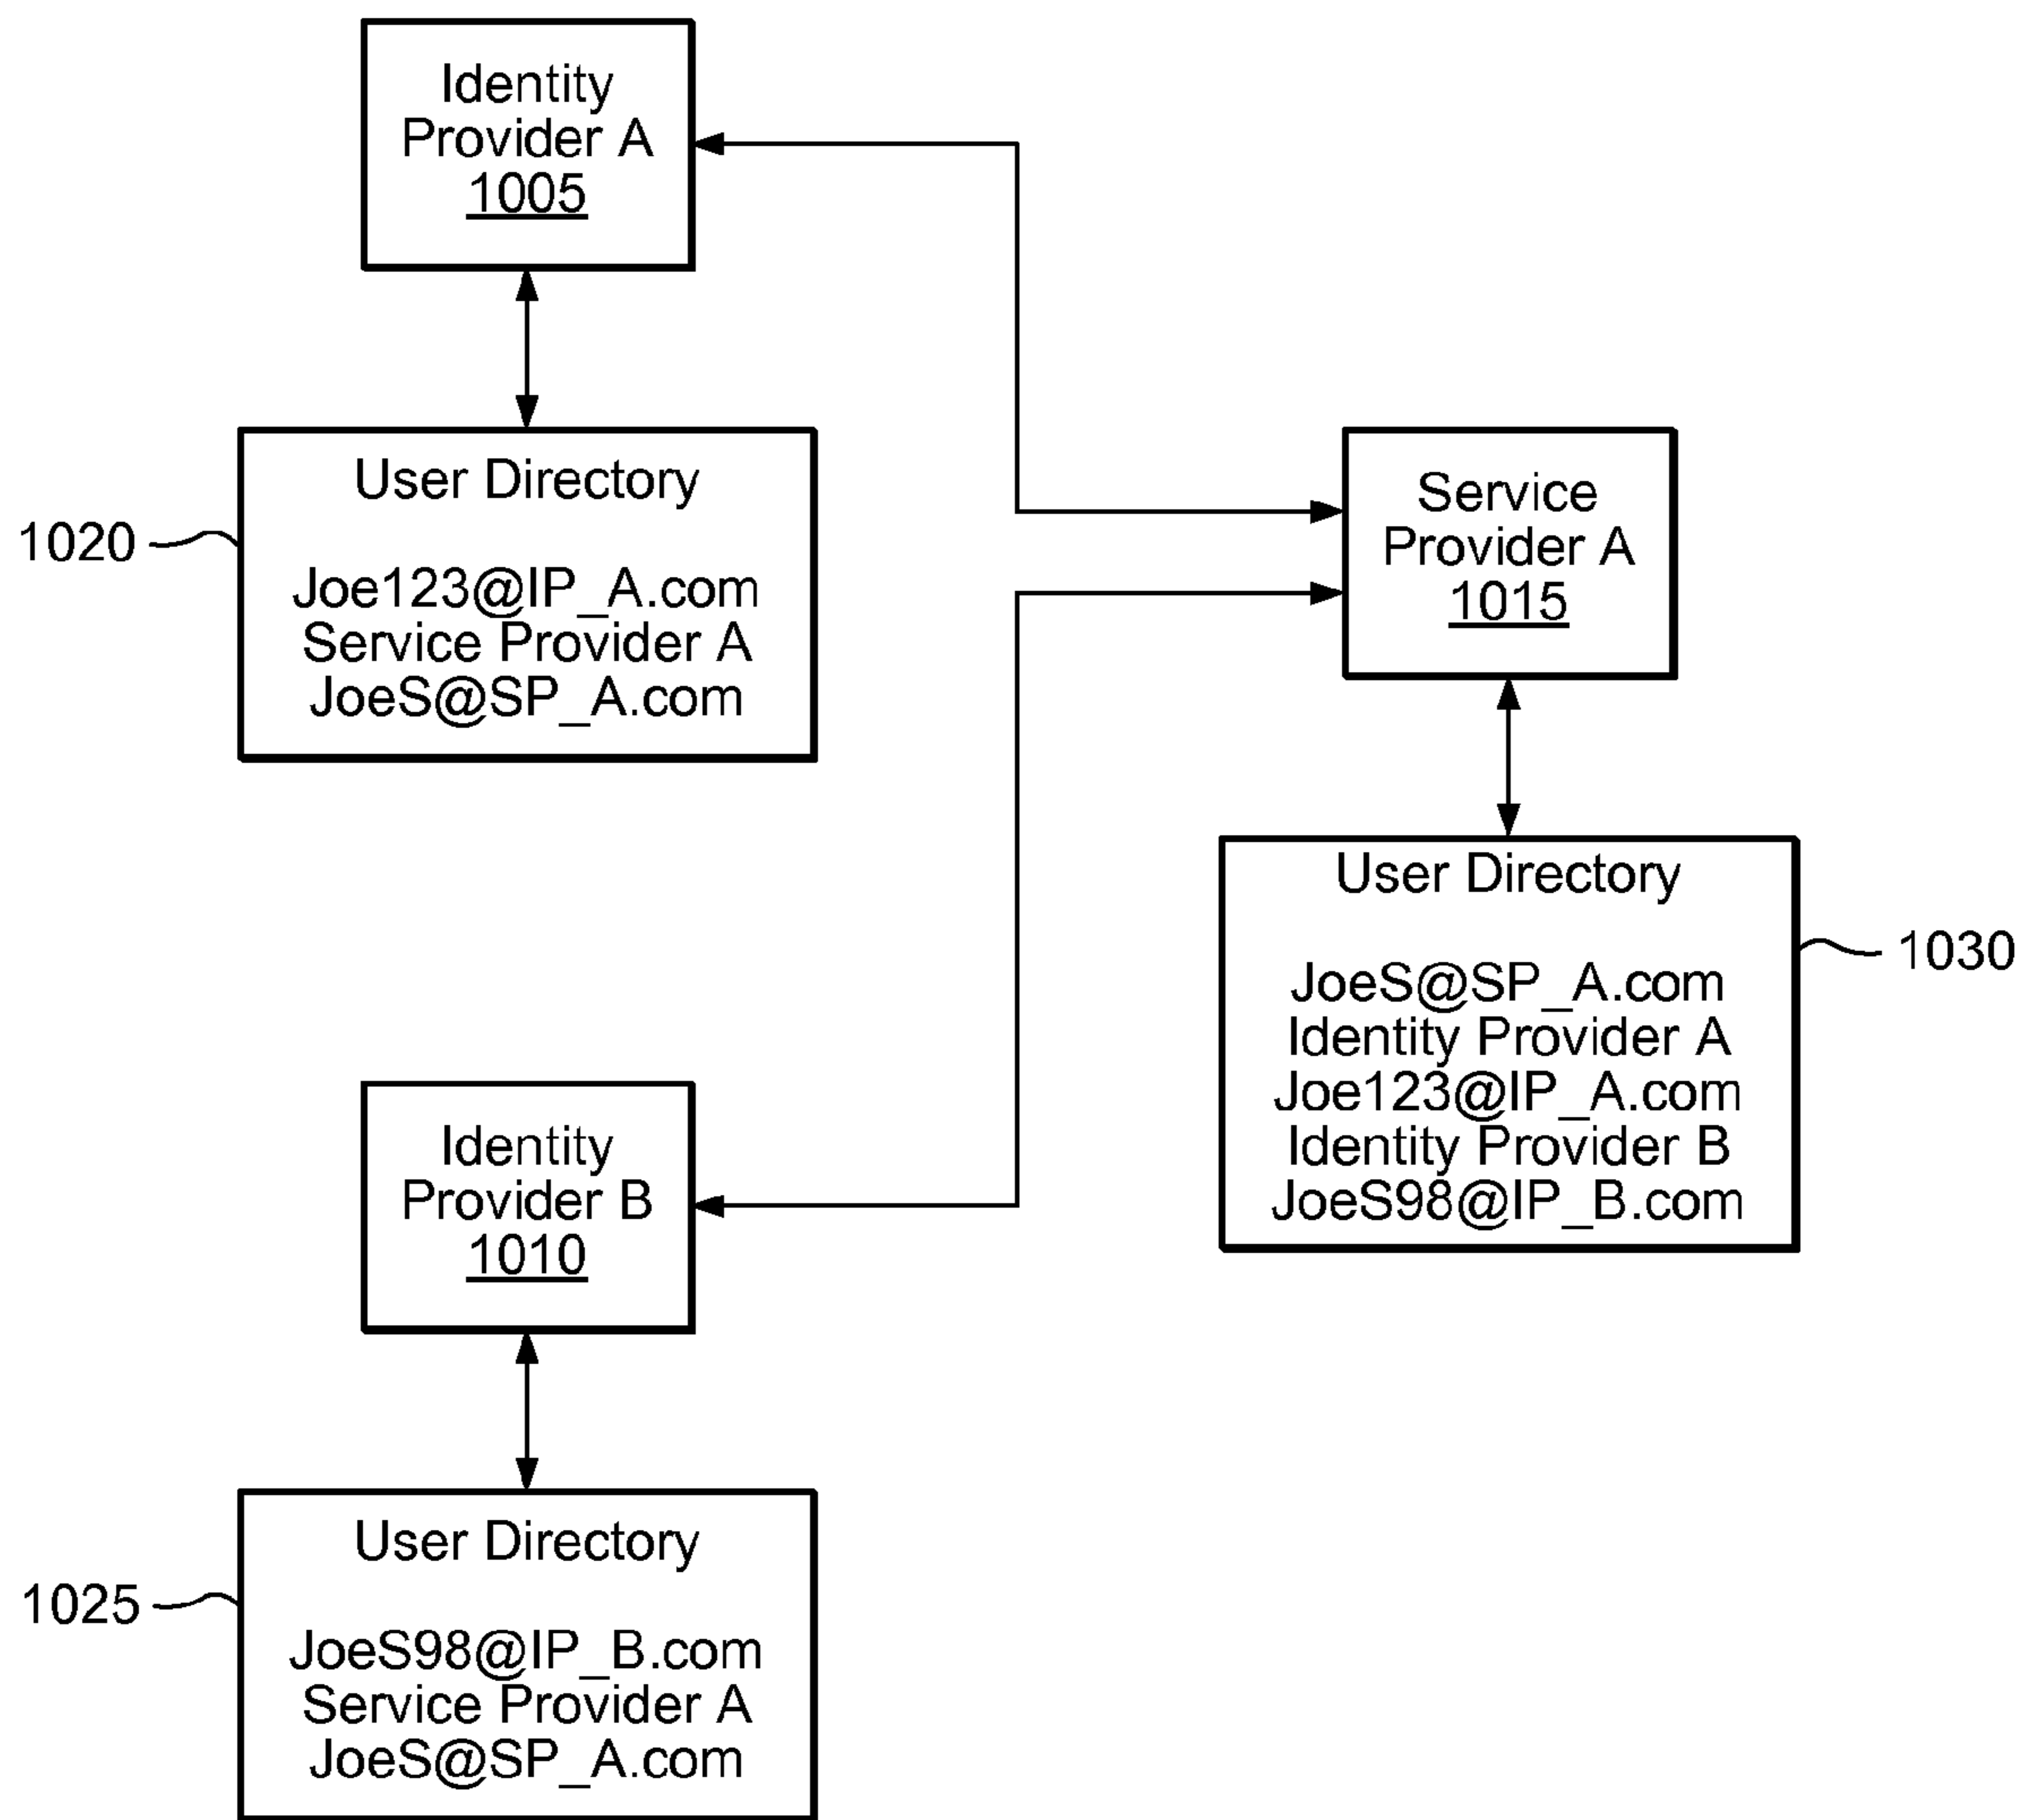 Identity
Provider A
1005
User Directory
1020
Joe123@IP_A.com
Service Provider A
JoeS@SP_A.com
Service
Provider A
1015
User Directory
1030
JoeS@SP_A.com
Identity Provider A
Joe123@IP_A.com
Identity Provider B
JoeS98@IP_B.com
Identity
Provider B
1010
User Directory
1025
JoeS98@IP_B.com
Service Provider A
JoeS@SP_A.com